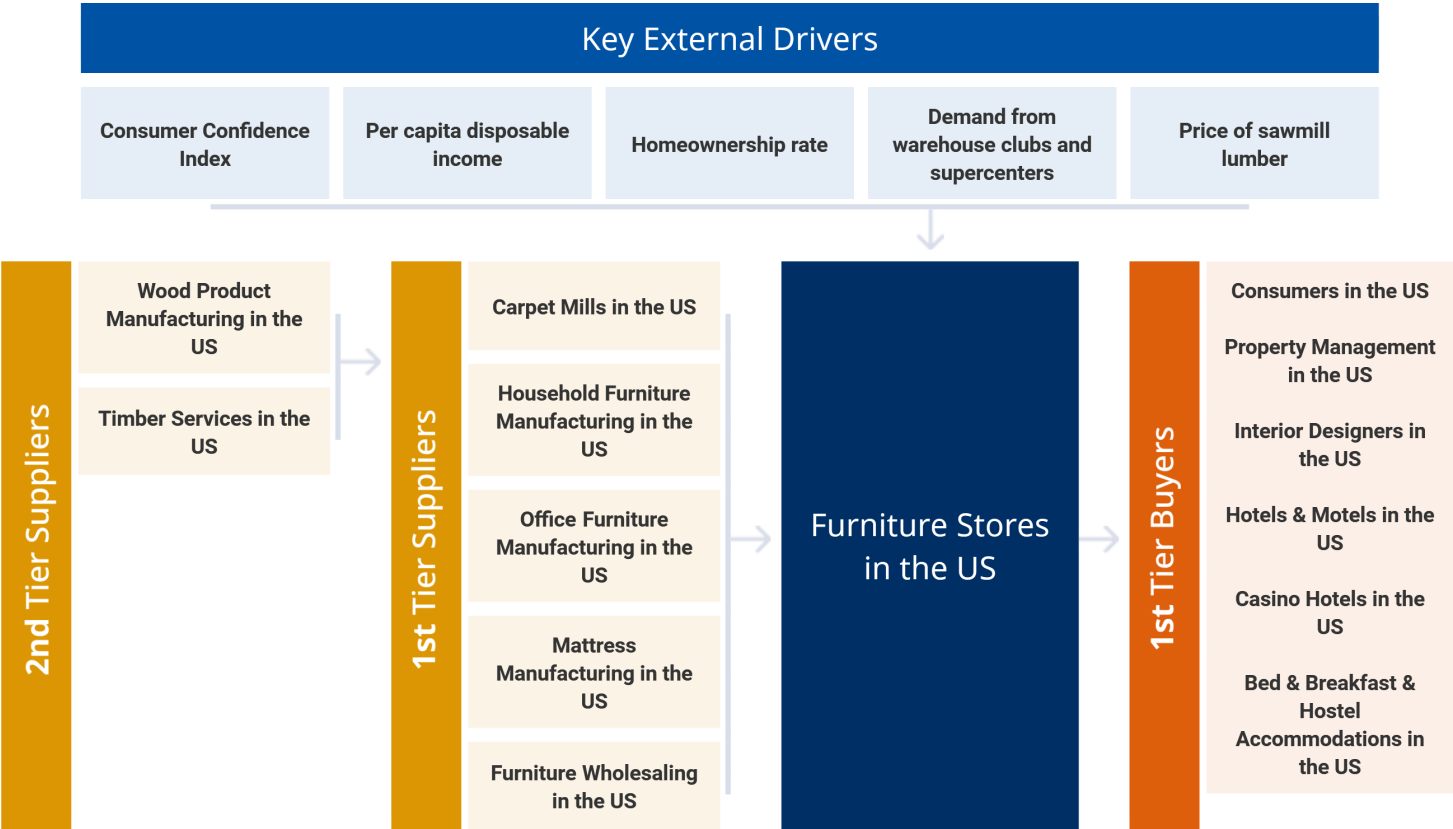 Key External Drivers
Consumer Confidence
Index
Per capita disposable
income
Homeownership rate
Demand from
warehouse clubs and
supercenters
Price of sawmill
lumber
2nd Tier Suppliers
Wood Product
Manufacturing in the
US
Timber Services in the
US
1st Tier Suppliers
Carpet Mills in the US
Household Furniture
Manufacturing in the
US
Office Furniture
Manufacturing in the
US
Mattress
Manufacturing in the
US
Furniture Wholesaling
in the US
Furniture Stores
in the US
1st Tier Buyers
Consumers in the US
Property Management
in the US
Interior Designers in
the US
Hotels & Motels in the
US
Casino Hotels in the
US
Bed & Breakfast &
Hostel
Accommodations in
the US